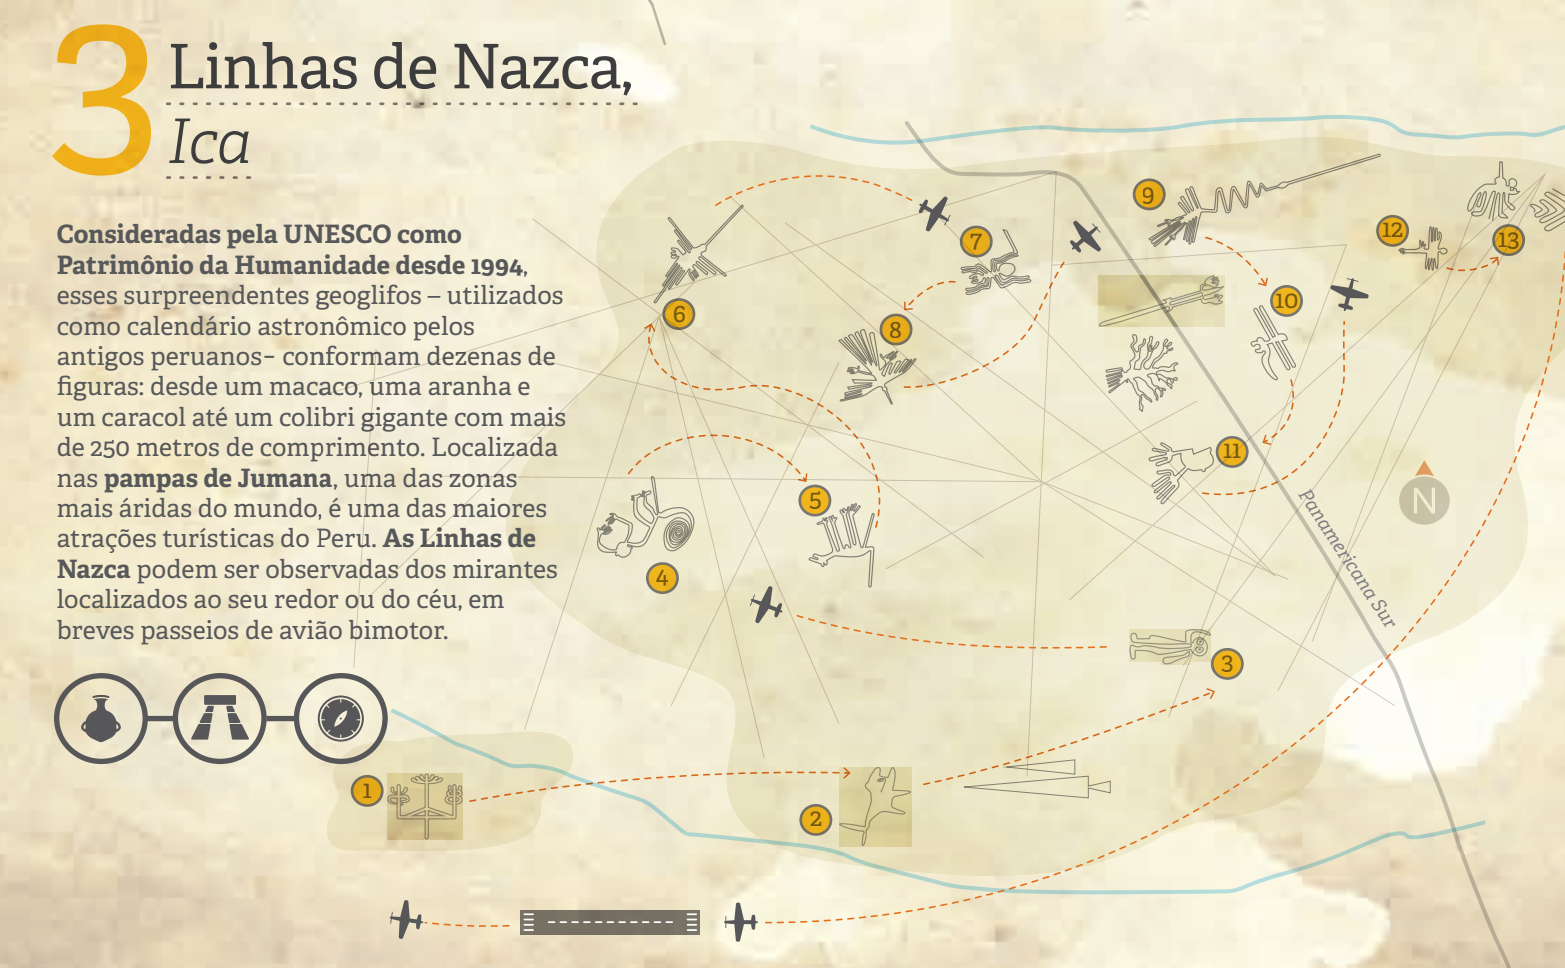 3
Linhas de Nazca,
Ica
Consideradas pela UNESCO como
Patrimônio da Humanidade desde 1994,
esses surpreendentes geoglifos – utilizados
como calendário astronômico pelos
antigos peruanos– conformam dezenas de
figuras: desde um macaco, uma aranha e
um caracol até um colibri gigante com mais
de 250 metros de comprimento. Localizada
nas pampas de Jumana, uma das zonas
mais áridas do mundo, é uma das maiores
atrações turísticas do Peru. As Linhas de
Nazca podem ser observadas dos mirantes
localizados ao seu redor ou do céu, em
breves passeios de avião bimotor.
1
2
3
4
5
6
7
8
9
10
11
12
13
N
Panamericana Sur